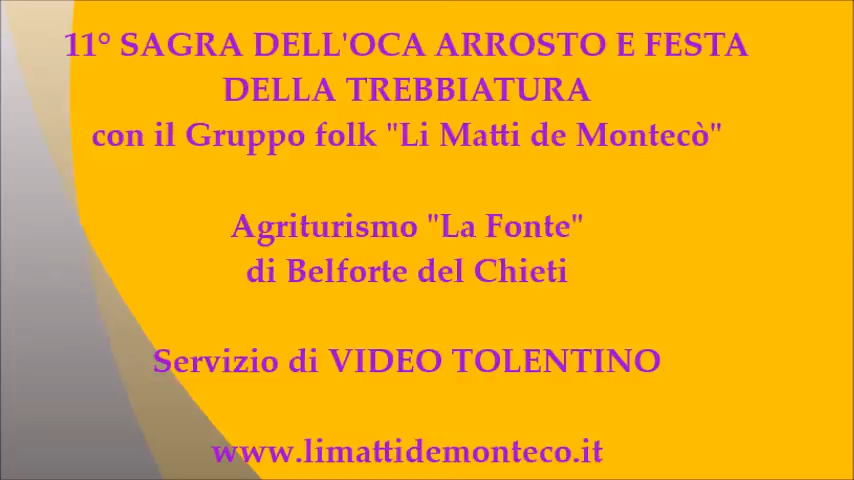 11° SAGRA DELL'OCA ARROSTO E FESTA
DELLA TREBBIATURA
con il Gruppo folk "Li Matti de Montecò"
Agriturismo "La Fonte"
di Belforte del Chieti
Servizio di VIDEO TOLENTINO
www.limattidemonteco.it